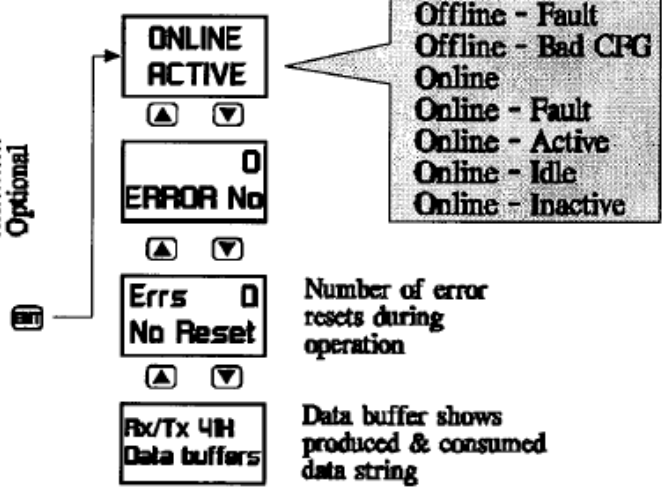 ONLINE
ACTIVE
Offline - Fault
Offline - Bad CFG
Online
Online - Fault
Online - Active
Online - Idle
Online - Inactive
Optional
0
ERROR No
Errs 0
No Reset
Number of error
resets during
operation
Rx/Tx 41H
Data buffers
Data buffer shows
produced & consumed
data string